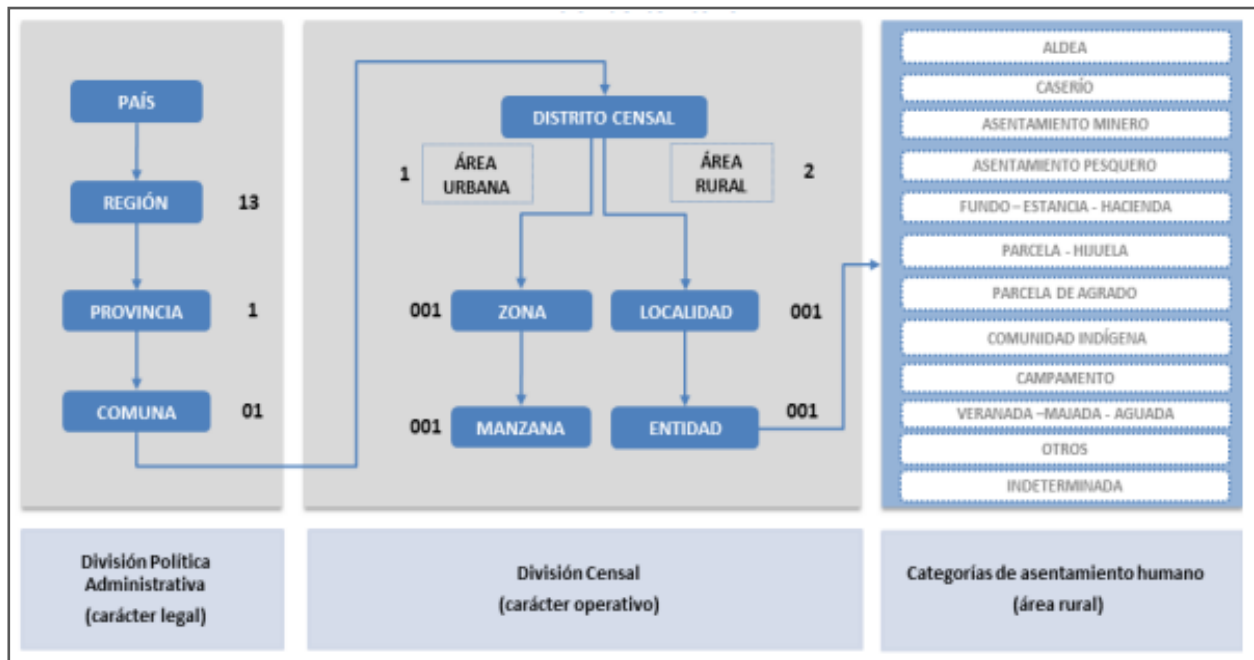 PAÍS
REGIÓN
13
PROVINCIA
1
COMUNA
01
DISTRITO CENSAL
1
ÁREA
URBANA
ÁREA
RURAL
2
001
ZONA
LOCALIDAD
001
001
MANZANA
ENTIDAD
001
ALDEA
CASERÍO
ASENTAMIENTO MINERO
ASENTAMIENTO PESQUERO
FUNDO – ESTANCIA - HACIENDA
PARCELA - HIJUELA
PARCELA DE AGRADO
COMUNIDAD INDÍGENA
CAMPAMENTO
VERANADA –MAJADA - AGUADA
OTROS
INDETERMINADA
División Política
Administrativa
(carácter legal)
División Censal
(carácter operativo)
Categorías de asentamiento humano
(área rural)